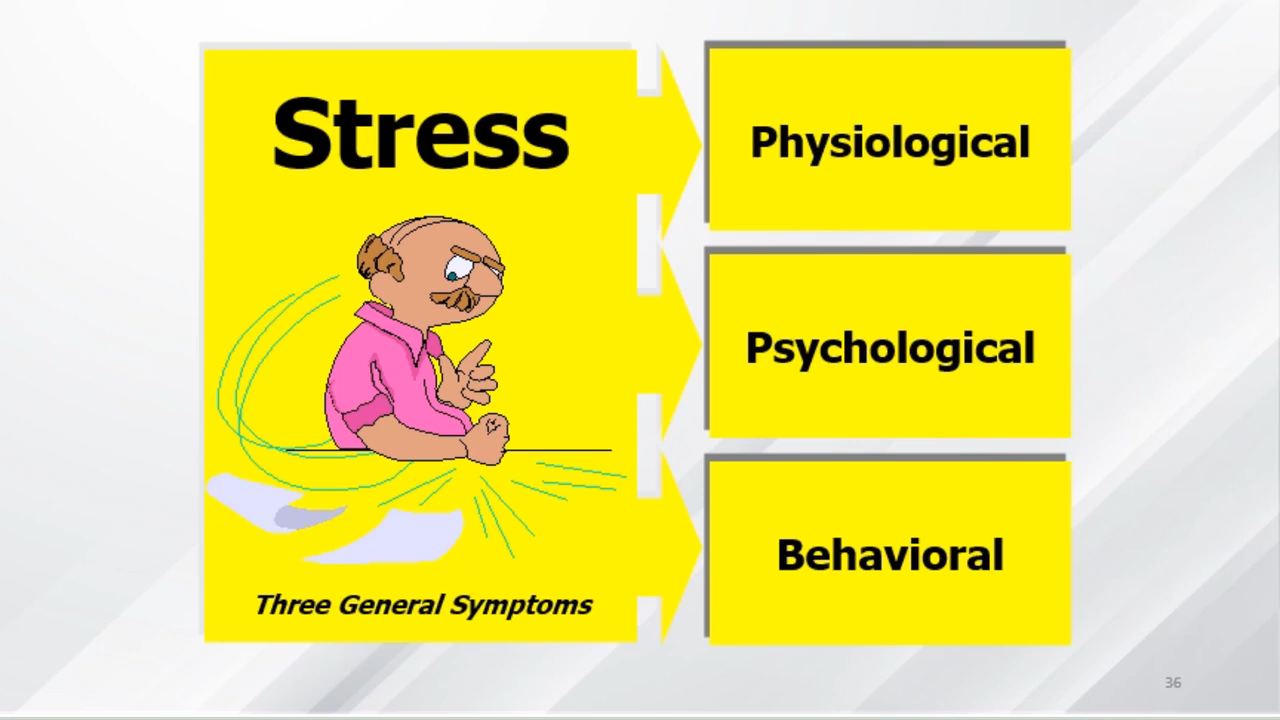 Stress
Three General Symptoms
Physiological
Psychological
Behavioral
36